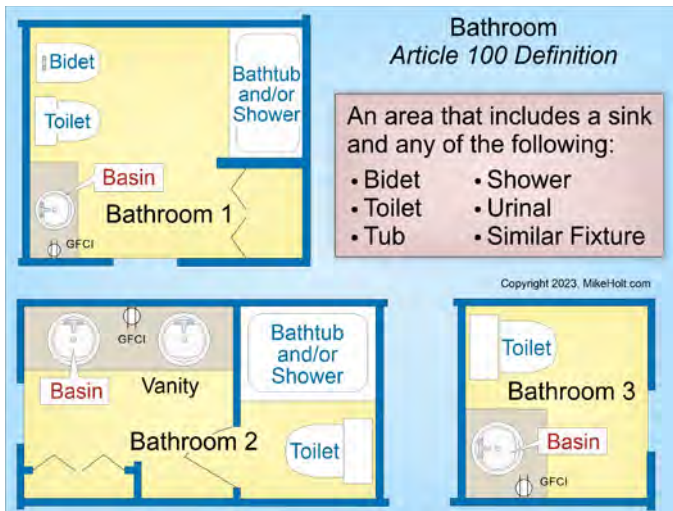 Bathroom
Article 100 Definition
An area that includes a sink
and any of the following:
• Bidet • Shower
• Toilet • Urinal
• Tub • Similar Fixture
Copyright 2023, MikeHolt.com
Bidet
Toilet
Bathtub
and/or
Shower
Basin
Bathroom 1
GFCI
GFCI
Basin
Vanity
Bathtub
and/or
Shower
Bathroom 2
Toilet
Toilet
Bathroom 3
Basin
GFCI